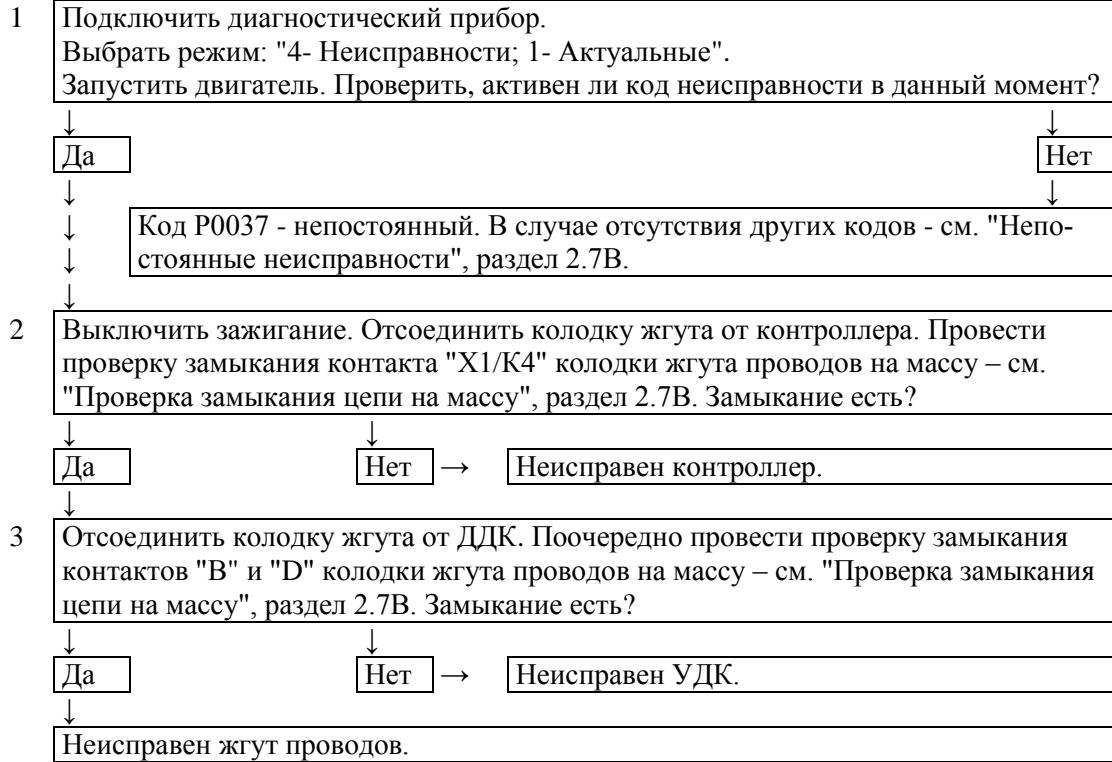 1 Подключить диагностический прибор.
Выбрать режим: "4- Неисправности; 1- Актуальные".
Запустить двигатель. Проверить, активен ли код неисправности в данный момент?
↓ ↓
Да Нет
↓ ↓
↓ Код Р0037 - непостоянный. В случае отсутствия других кодов - см. "Непо-
↓ стоянные неисправности", раздел 2.7В.
↓
2 Выключить зажигание. Отсоединить колодку жгута от контроллера. Провести
проверку замыкания контакта "Х1/К4" колодки жгута проводов на массу – см.
"Проверка замыкания цепи на массу", раздел 2.7В. Замыкание есть?
↓ ↓
Да Нет → Неисправен контроллер.
↓
3 Отсоединить колодку жгута от ДДК. Поочередно провести проверку замыкания
контактов "В" и "D" колодки жгута проводов на массу – см. "Проверка замыкания
цепи на массу", раздел 2.7В. Замыкание есть?
↓ ↓
Да Нет → Неисправен УДК.
↓
Неисправен жгут проводов.